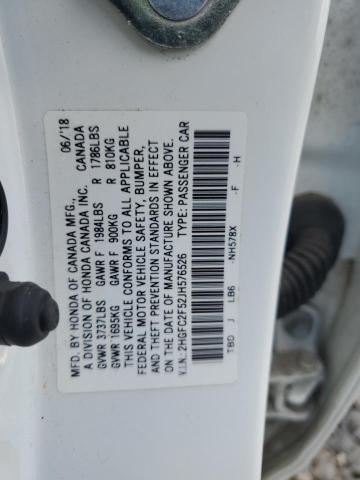 MFD. BY HONDA OF CANADA MFG., 06/'18
A DIVISION OF HONDA CANADA INC. CANADA
GVWR 3737LBS GAWR F 1984LBS R 1786LBS
GVWR 1695KG GAWR F 900KG R 810KG
THIS VEHICLE CONFORMS TO ALL APPLICABLE
FEDERAL MOTOR VEHICLE SAFETY, BUMPER,
AND THEFT PREVENTION STANDARDS IN EFFECT
ON THE DATE OF MANUFACTURE SHOWN ABOVE.
V.I.N.: 2HGFC2F52JH576526 TYPE: PASSENGER CAR
TBD J LB6 -NH578X -F -H